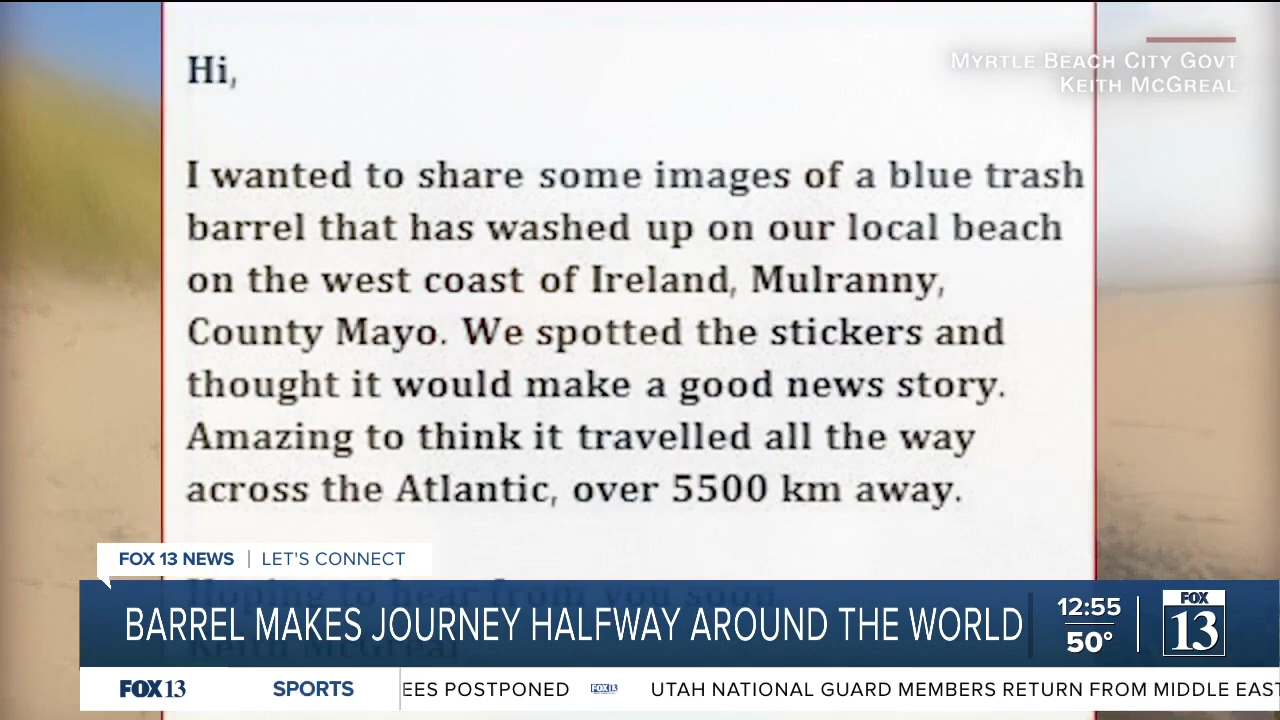 MYRTLE BEACH CITY GOVT
KEITH MCGREAL
Hi,
I wanted to share some images of a blue trash
barrel that has washed up on our local beach
on the west coast of Ireland, Mulranny,
County Mayo. We spotted the stickers and
thought it would make a good news story.
Amazing to think it travelled all the way
across the Atlantic, over 5500 km away.
FOX 13 NEWS | LET'S CONNECT
BARREL MAKES JOURNEY HALFWAY AROUND THE WORLD
12:55
50°
FOX
13
FOX13 SPORTS EES POSTPONED FOX13 UTAH NATIONAL GUARD MEMBERS RETURN FROM MIDDLE EAST